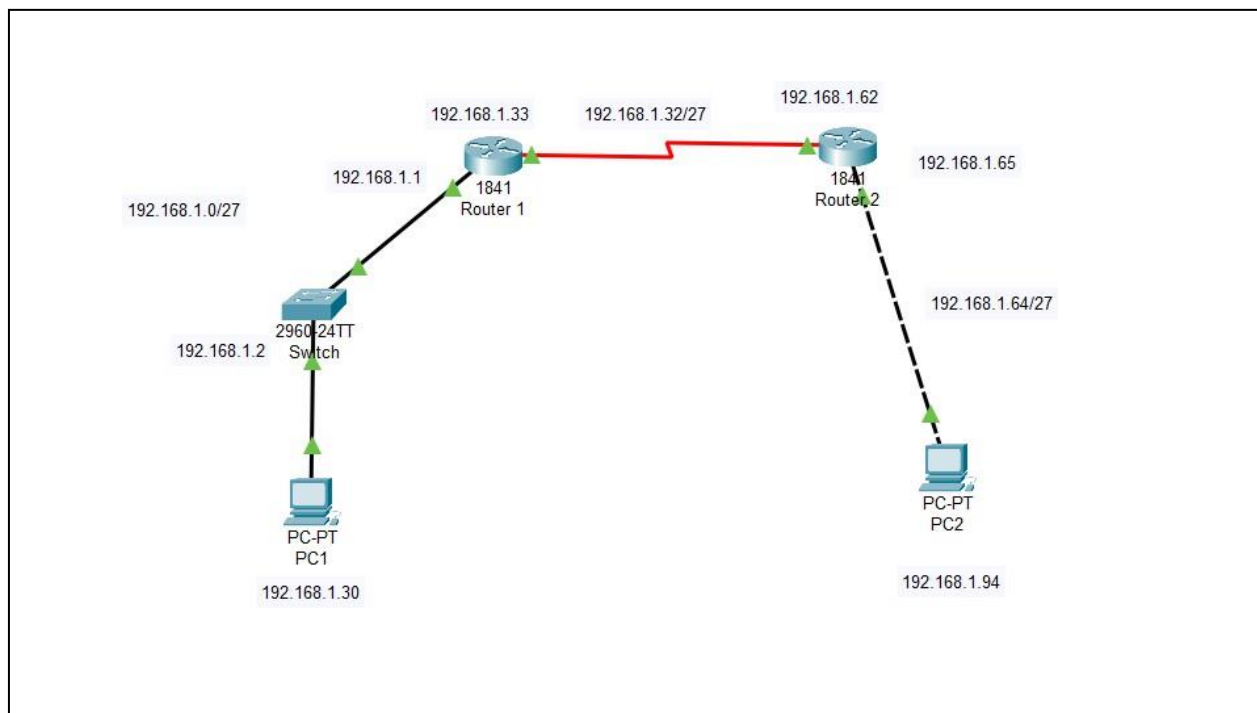 192.168.1.62
192.168.1.33
192.168.1.32/27
192.168.1.65
192.168.1.1
1841
Router 1
1841
Router 2
192.168.1.0/27
192.168.1.64/27
2960-24TT
Switch
192.168.1.2
PC-PT
PC1
192.168.1.30
PC-PT
PC2
192.168.1.94